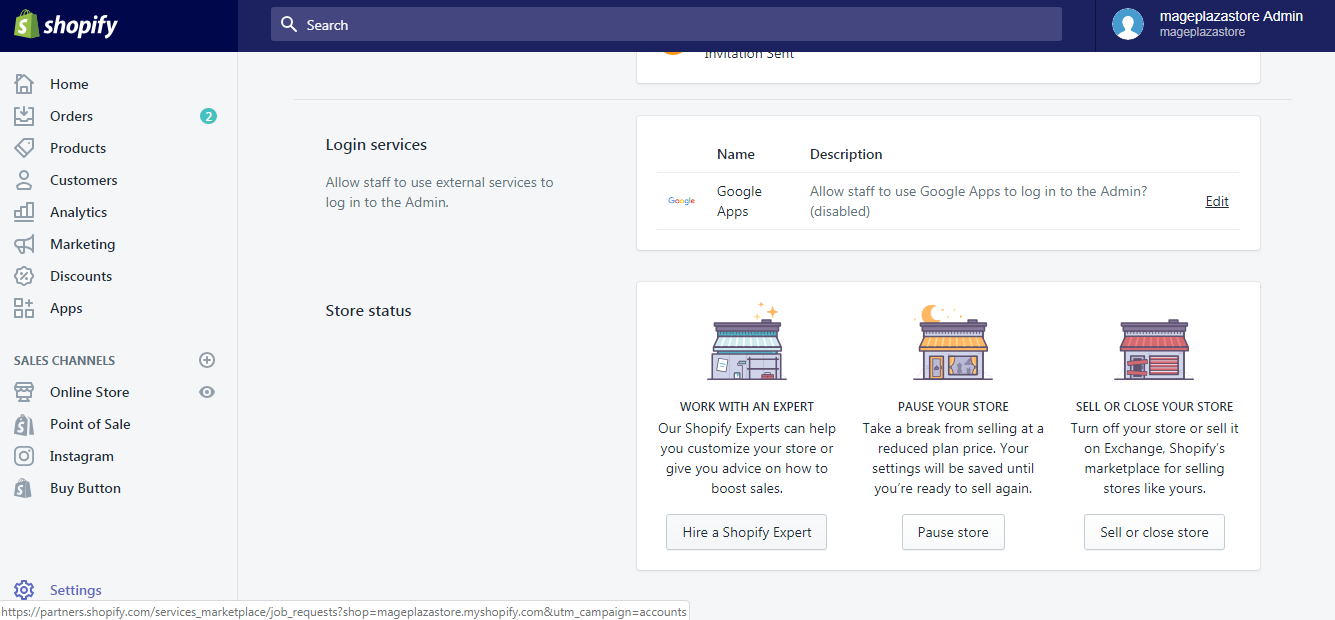 shopify
Search
mageplazastore Admin
mageplazastore
Home
Orders
2
Products
Customers
Analytics
Marketing
Discounts
Apps
SALES CHANNELS
Online Store
Point of Sale
Instagram
Buy Button
Settings
Invitation Sent
Login services
Allow staff to use external services to
log in to the Admin.
Name Description
Google
Google
Apps
Allow staff to use Google Apps to log in to the Admin?
(disabled)
Edit
Store status
WORK WITH AN EXPERT
Our Shopify Experts can help
you customize your store or
give you advice on how to
boost sales.
Hire a Shopify Expert
PAUSE YOUR STORE
Take a break from selling at a
reduced plan price. Your
settings will be saved until
you're ready to sell again.
Pause store
SELL OR CLOSE YOUR STORE
Turn off your store or sell it
on Exchange, Shopify's
marketplace for selling
stores like yours.
Sell or close store
https://partners.shopify.com/services_marketplace/job_requests?shop=mageplazastore.myshopify.com&utm_campaign=accounts